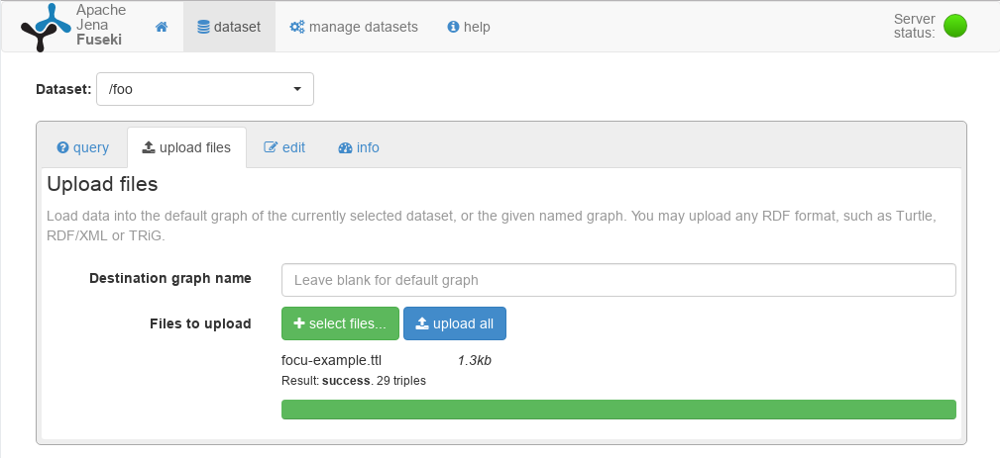 Apache
Jena
Fuseki
dataset
manage datasets
help
Server
status:
Dataset: /foo
query
upload files
edit
info
Upload files
Load data into the default graph of the currently selected dataset, or the given named graph. You may upload any RDF format, such as Turtle,
RDF/XML or TRiG.
Destination graph name
Leave blank for default graph
Files to upload
select files...
upload all
focu-example.ttl 1.3kb
Result: success. 29 triples